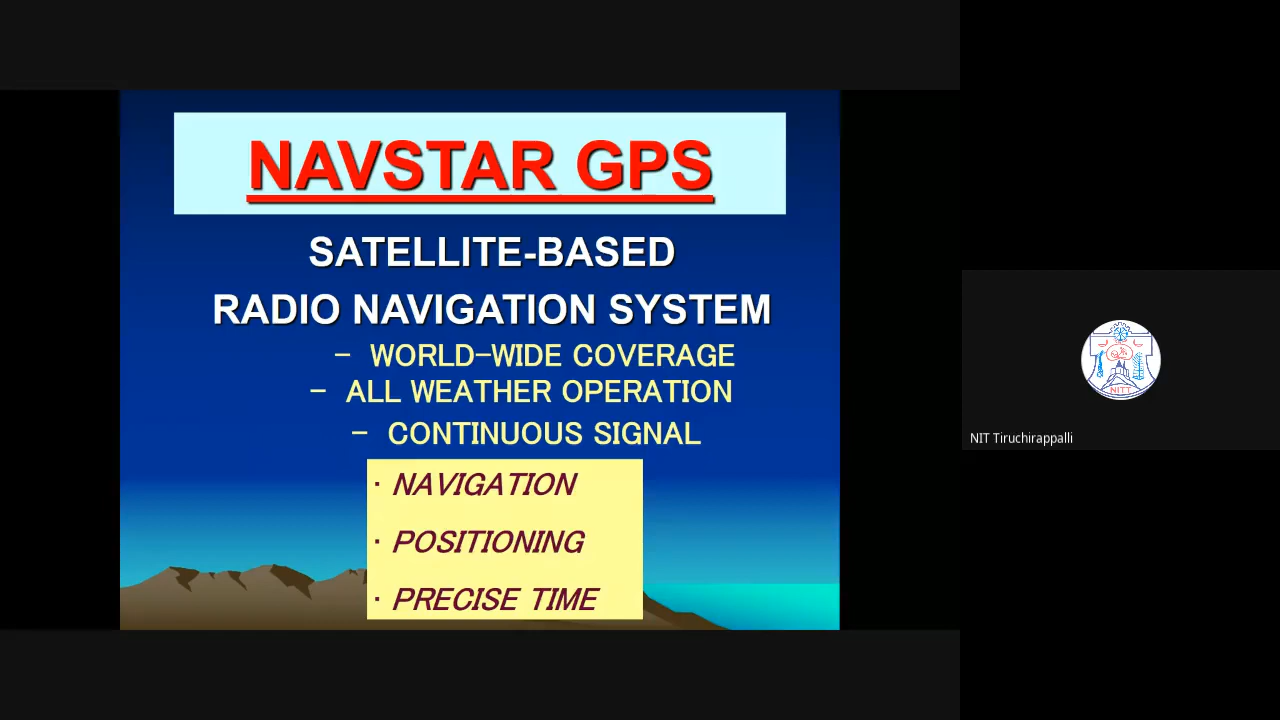 NAVSTAR GPS
SATELLITE-BASED
RADIO NAVIGATION SYSTEM
– WORLD-WIDE COVERAGE
– ALL WEATHER OPERATION
– CONTINUOUS SIGNAL
· NAVIGATION
· POSITIONING
· PRECISE TIME
NITT
NIT Tiruchirappalli